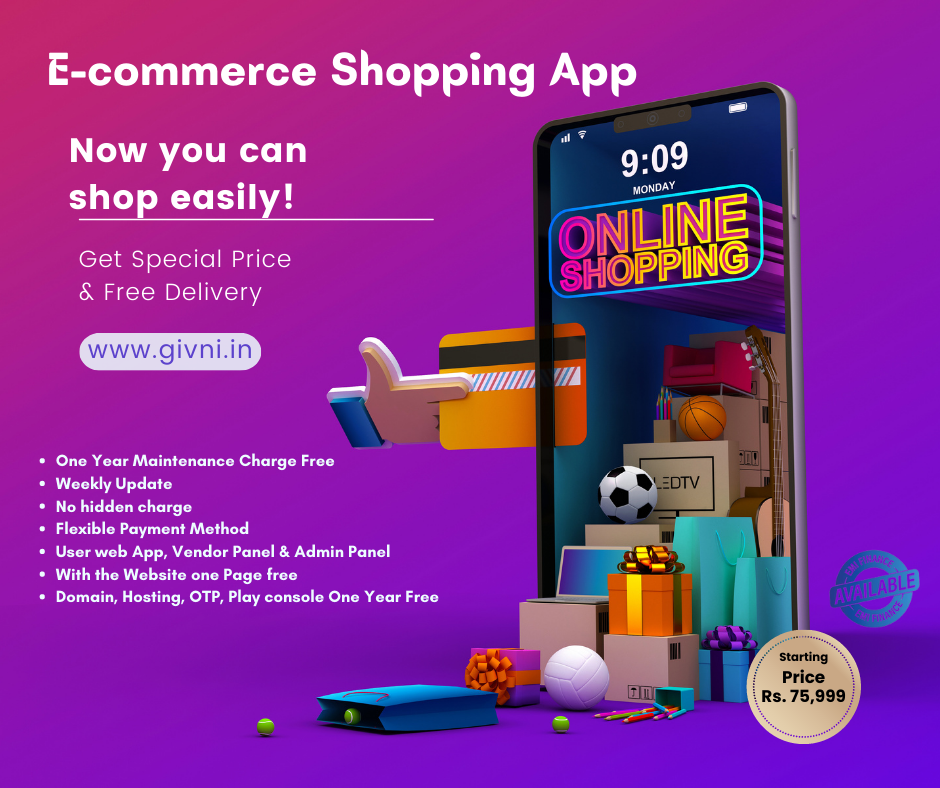 E-commerce Shopping App
Now you can
shop easily!
Get Special Price
& Free Delivery
www.givni.in
One Year Maintenance Charge Free
Weekly Update
No hidden charge
Flexible Payment Method
User web App, Vendor Panel & Admin Panel
With the Website one Page free
Domain, Hosting, OTP, Play console One Year Free
9:09
MONDAY
ONLINE
SHOPPING
LEDTV
AVAILABLE
FINANCE
Starting
Price
Rs. 75,999